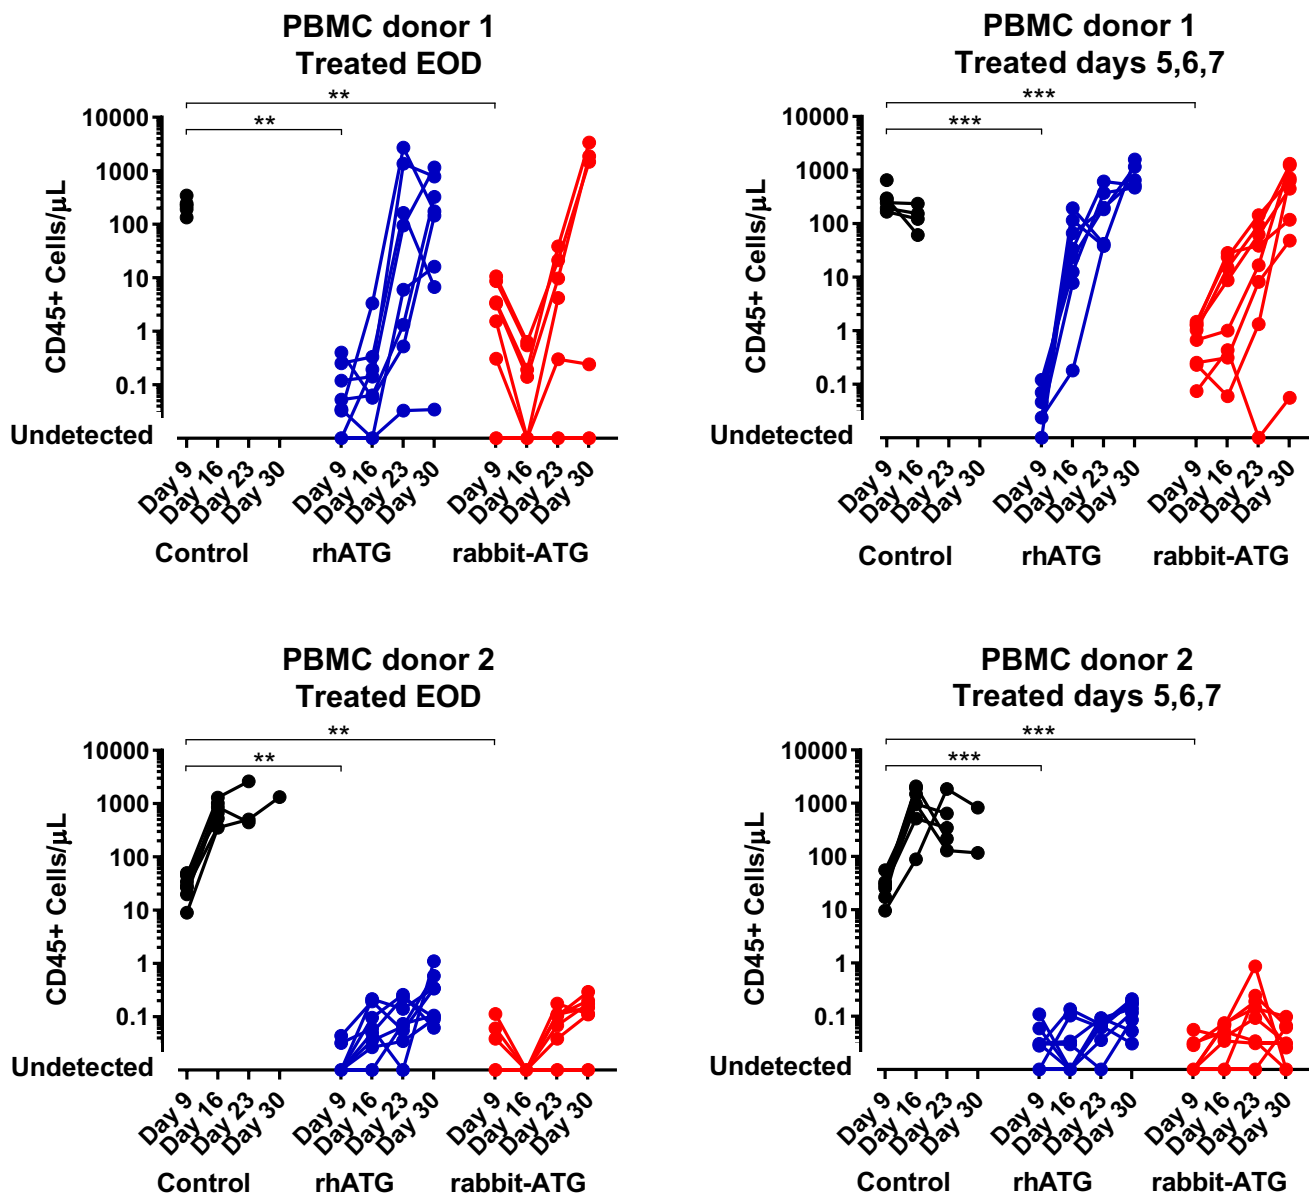 PBMC donor 1
Treated EOD
**
**
10000
1000
100
10
1
0.1
Undetected
CD45+ Cells/μL
Day 9
Day 16
Day 23
Day 30
Day 9
Day 16
Day 23
Day 30
Day 9
Day 16
Day 23
Day 30
Control
rhATG
rabbit-ATG
PBMC donor 1
Treated days 5,6,7
***
***
10000
1000
100
10
1
0.1
Undetected
CD45+ Cells/μL
Day 9
Day 16
Day 23
Day 30
Day 9
Day 16
Day 23
Day 30
Day 9
Day 16
Day 23
Day 30
Control
rhATG
rabbit-ATG
PBMC donor 2
Treated EOD
**
**
10000
1000
100
10
1
0.1
Undetected
CD45+ Cells/μL
Day 9
Day 16
Day 23
Day 30
Day 9
Day 16
Day 23
Day 30
Day 9
Day 16
Day 23
Day 30
Control
rhATG
rabbit-ATG
PBMC donor 2
Treated days 5,6,7
***
***
10000
1000
100
10
1
0.1
Undetected
CD45+ Cells/μL
Day 9
Day 16
Day 23
Day 30
Day 9
Day 16
Day 23
Day 30
Day 9
Day 16
Day 23
Day 30
Control
rhATG
rabbit-ATG